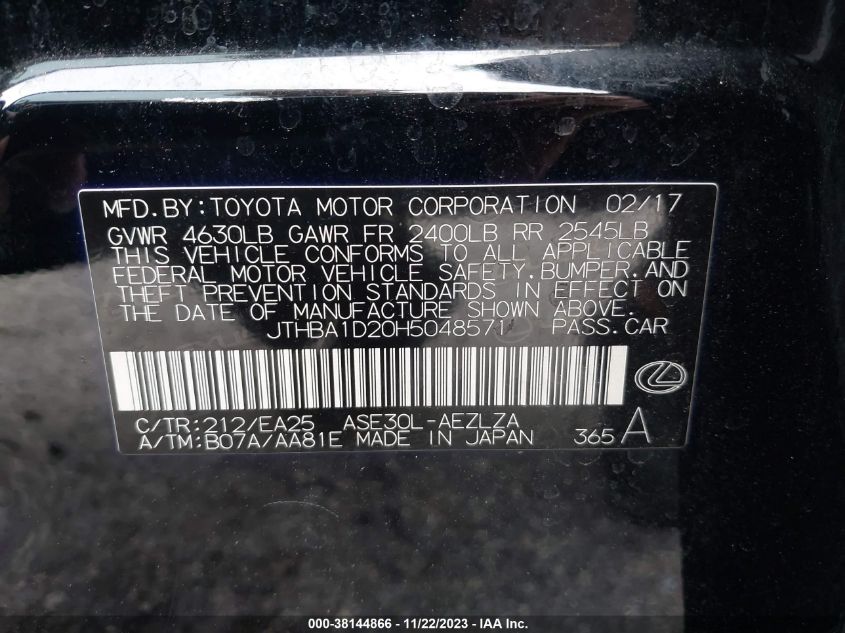 MFD.BY:TOYOTA MOTOR CORPORATION 02/17
GVWR 4630LB GAWR FR 2400LB RR 2545LB
THIS VEHICLE CONFORMS TO ALL APPLICABLE
FEDERAL MOTOR VEHICLE SAFETY.BUMPER.AND
THEFT PREVENTION STANDARDS IN EFFECT ON
THE DATE OF MANUFACTURE SHOWN ABOVE.
JTHBA1D20H5048571 PASS.CAR
C/TR:212/EA25 ASE30L-AEZLZA
A/TM:B07A/AA81E MADE IN JAPAN 365 A
000-38144866 - 11/22/2023 - IAA Inc.